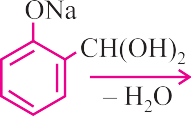 ONa
CH(OH)₂
– H₂O